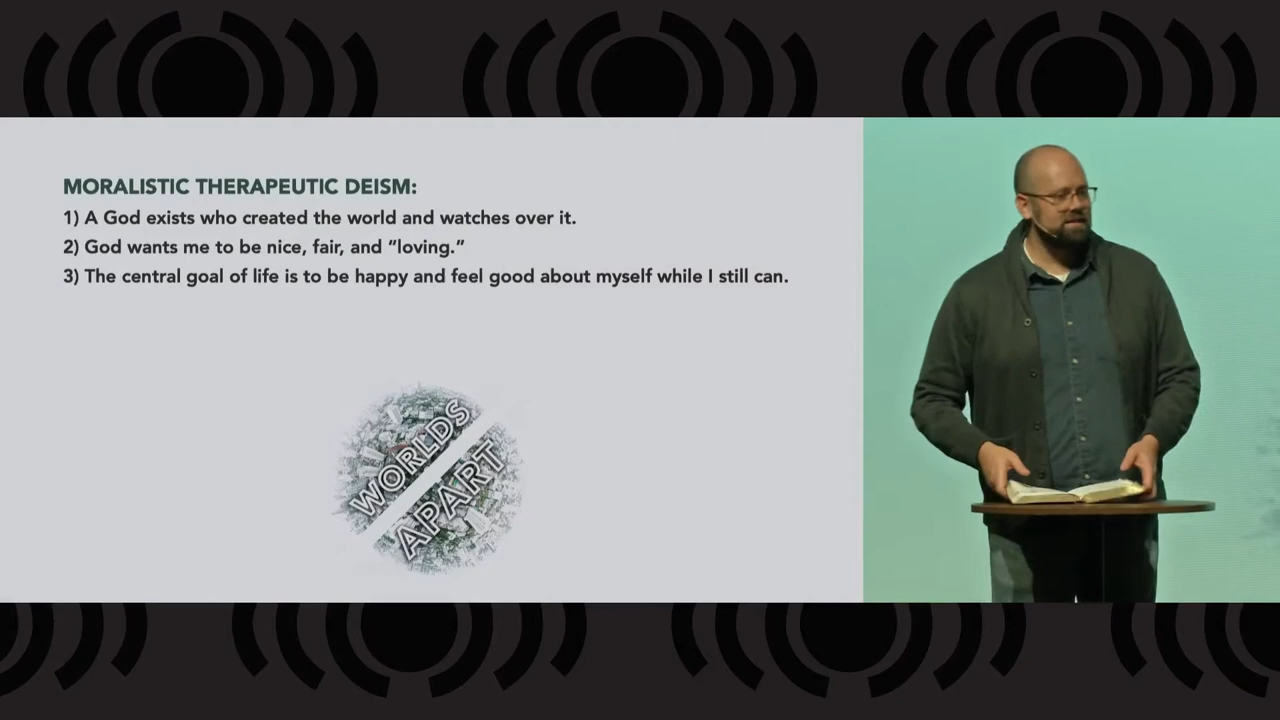 MORALISTIC THERAPEUTIC DEISM:
1) A God exists who created the world and watches over it.
2) God wants me to be nice, fair, and “loving.”
3) The central goal of life is to be happy and feel good about myself while I still can.
WORLDS
APART